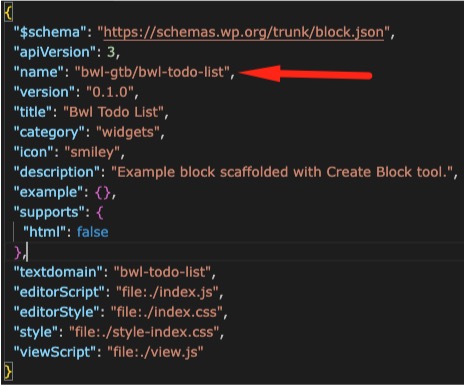 {
"$schema": "https://schemas.wp.org/trunk/block.json",
"apiVersion": 3,
"name": "bwl-gtb/bwl-todo-list",
"version": "0.1.0",
"title": "Bwl Todo List",
"category": "widgets",
"icon": "smiley",
"description": "Example block scaffolded with Create Block tool.",
"example": {},
"supports": {
"html": false
},
"textdomain": "bwl-todo-list",
"editorScript": "file:./index.js",
"editorStyle": "file:./index.css",
"style": "file:./style-index.css",
"viewScript": "file:./view.js"
}